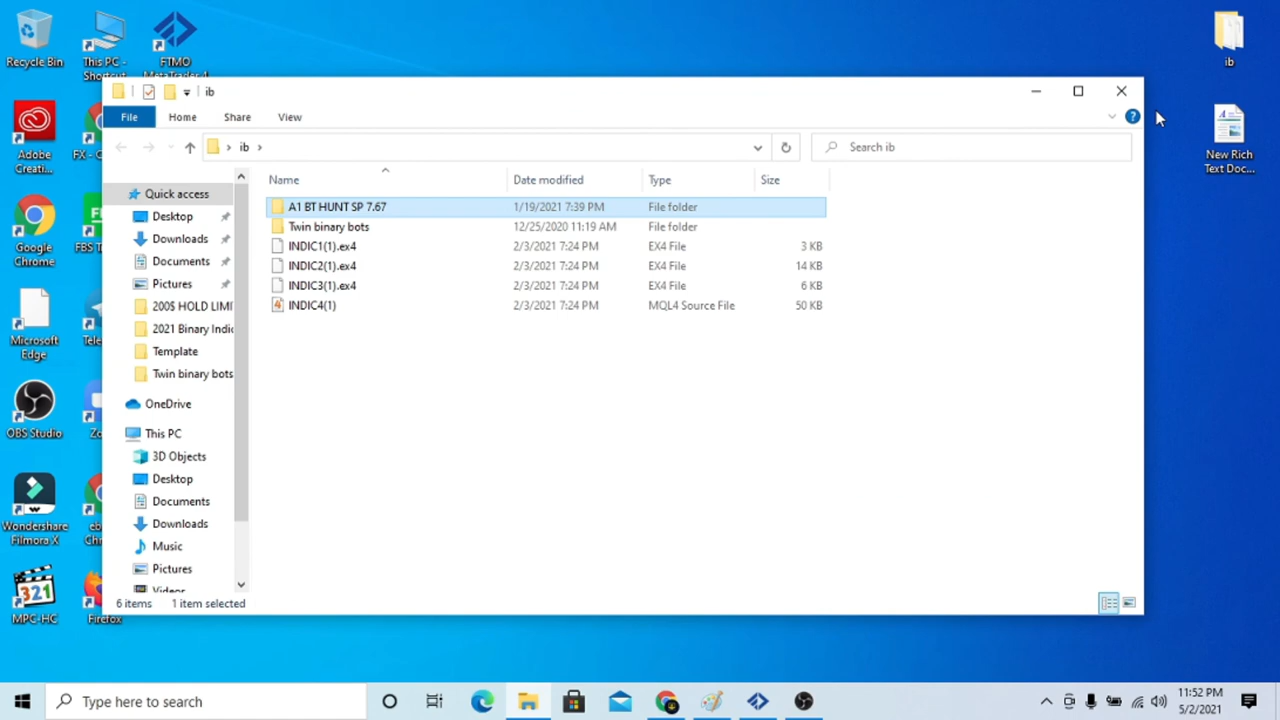 Recycle Bin
This PC -
Shortcut
FTMO
MetaTrader 4
ib
New Rich
Text Doc...
Adobe
Creati...
FX - C
Google
Chrome
FBS T
Microsoft
Edge
Tele
OBS Studio
Zo
Wondershare
Filmora X
eb
Chr
MPC-HC
Firefox
ib
File
Home
Share
View
ib
Search ib
Name
Date modified
Type
Size
Quick access
Desktop
Downloads
Documents
Pictures
200$ HOLD LIMI
2021 Binary Indic
Template
Twin binary bots
OneDrive
This PC
3D Objects
Desktop
Documents
Downloads
Music
Pictures
Videos
A1 BT HUNT SP 7.67 1/19/2021 7:39 PM File folder
Twin binary bots 12/25/2020 11:19 AM File folder
INDIC1(1).ex4 2/3/2021 7:24 PM EX4 File 3 KB
INDIC2(1).ex4 2/3/2021 7:24 PM EX4 File 14 KB
INDIC3(1).ex4 2/3/2021 7:24 PM EX4 File 6 KB
INDIC4(1) 2/3/2021 7:24 PM MQL4 Source File 50 KB
6 items 1 item selected
Type here to search
11:52 PM
5/2/2021